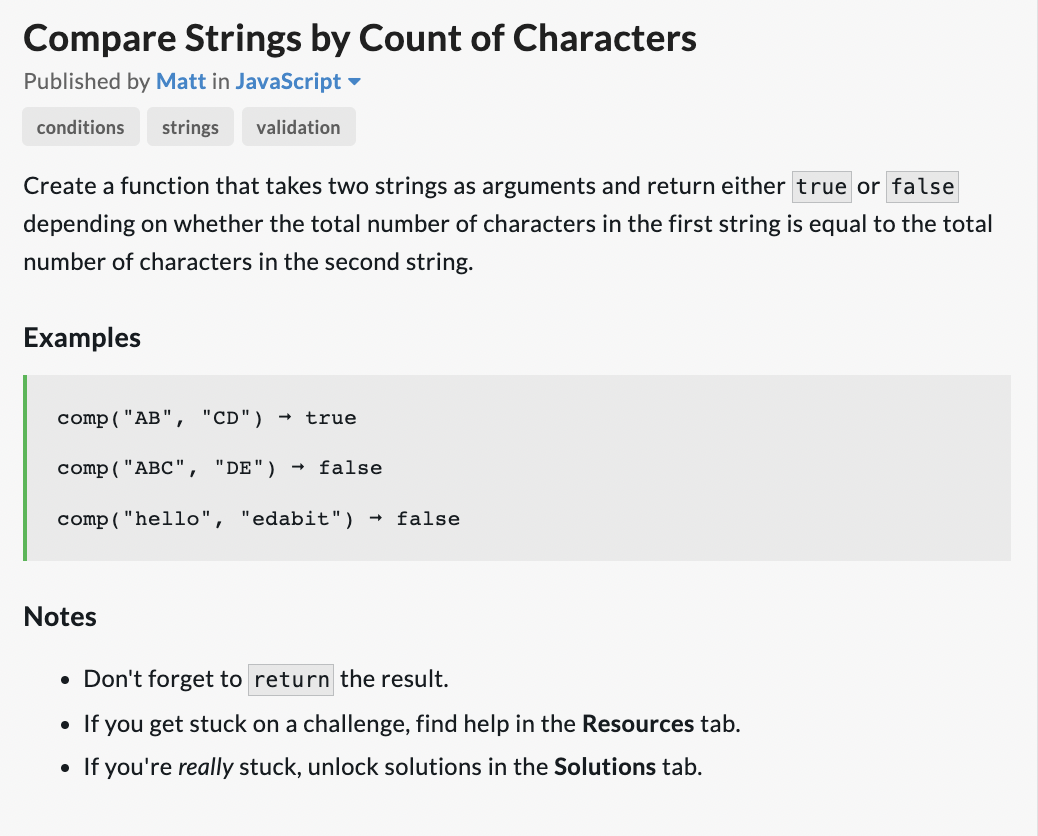 Compare Strings by Count of Characters
Published by Matt in JavaScript
conditions strings validation
Create a function that takes two strings as arguments and return either true or false
depending on whether the total number of characters in the first string is equal to the total
number of characters in the second string.
Examples
comp("AB", "CD") → true
comp("ABC", "DE") → false
comp("hello", "edabit") → false
Notes
• Don't forget to return the result.
• If you get stuck on a challenge, find help in the Resources tab.
• If you're really stuck, unlock solutions in the Solutions tab.